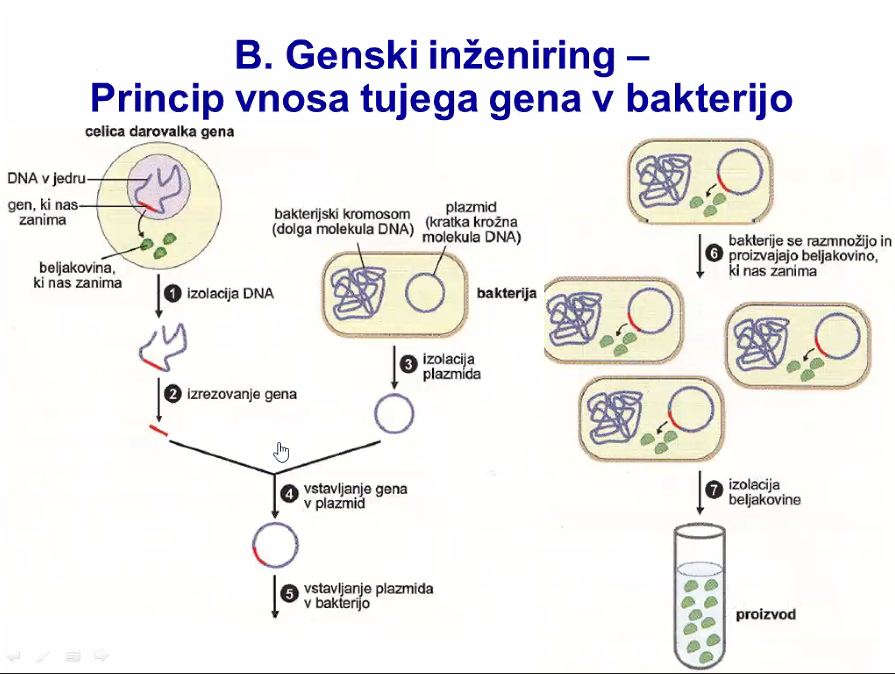 B. Genski inženiring –
Princip vnosa tujega gena v bakterijo
celica darovalka gena
DNA v jedru
gen, ki nas
zanima
beljakovina,
ki nas zanima
1 izolacija DNA
2 izrezovanje gena
bakterijski kromosom
(dolga molekula DNA)
plazmid
(kratka krožna
molekula DNA)
bakterija
3 izolacija
plazmida
4 vstavljanje gena
v plazmid
5 vstavljanje plazmida
v bakterijo
6 bakterije se razmnožijo in
proizvajajo beljakovino,
ki nas zanima
7 izolacija
beljakovine
proizvod